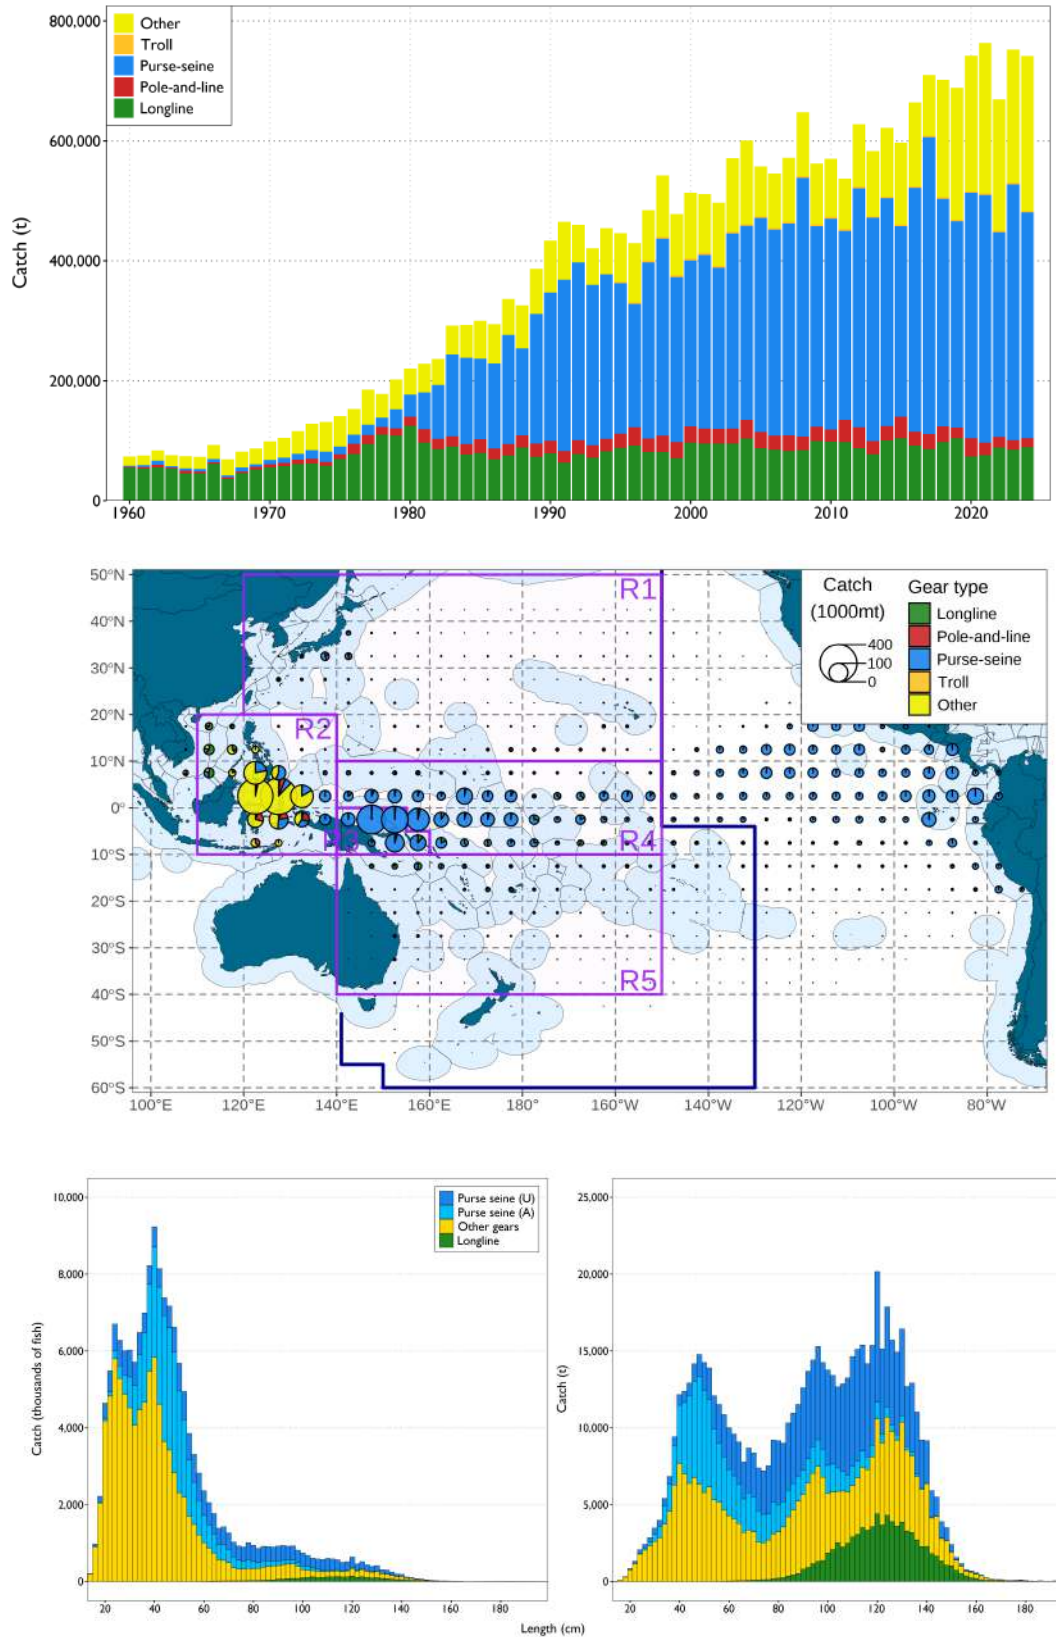 800,000
600,000
400,000
200,000
0
Catch (t)
Other
Troll
Purse-seine
Pole-and-line
Longline
1960 1970 1980 1990 2000 2010 2020
50°N
40°N
30°N
20°N
10°N
0°
10°S
20°S
30°S
40°S
50°S
60°S
R1
R2
R3
R4
R5
Catch
(1000mt)
400
100
0
Gear type
Longline
Pole-and-line
Purse-seine
Troll
Other
100°E 120°E 140°E 160°E 180° 160°W 140°W 120°W 100°W 80°W
10,000
8,000
6,000
4,000
2,000
0
Catch (thousands of fish)
Purse seine (U)
Purse seine (A)
Other gears
Longline
20 40 60 80 100 120 140 160 180
25,000
20,000
15,000
10,000
5,000
0
Catch (t)
20 40 60 80 100 120 140 160 180
Length (cm)